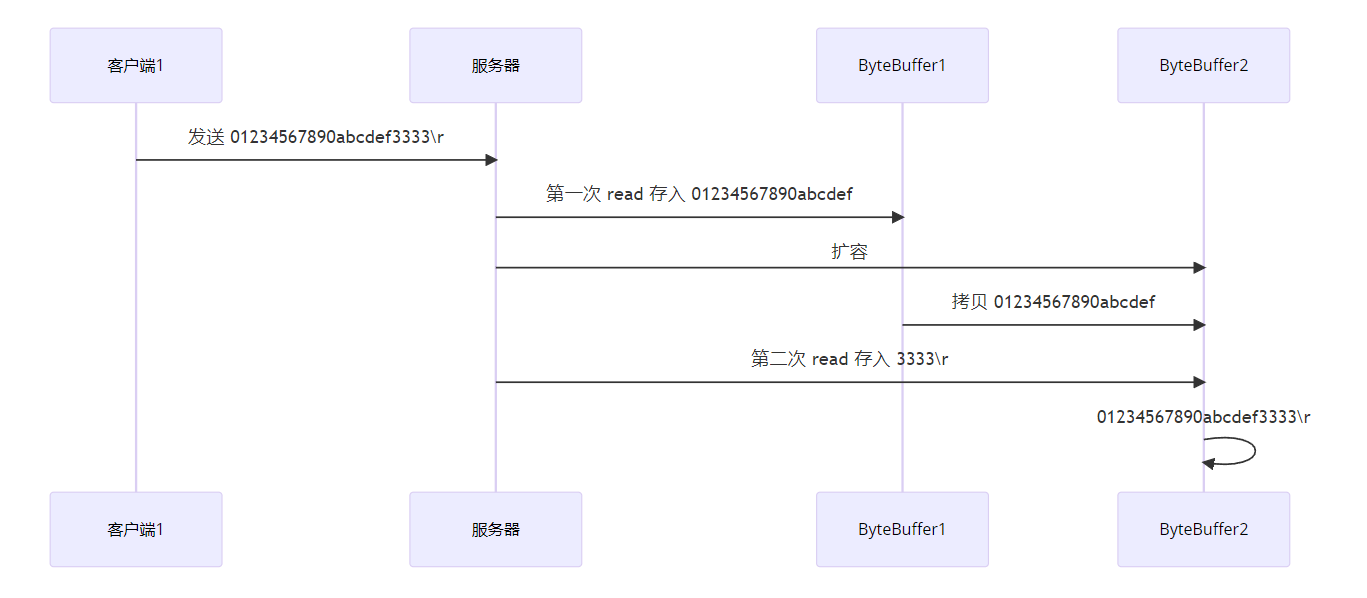 客户端1
服务器
ByteBuffer1
ByteBuffer2
发送 01234567890abcdef3333\r
第一次 read 存入 01234567890abcdef
扩容
拷贝 01234567890abcdef
第二次 read 存入 3333\r
01234567890abcdef3333\r
客户端1
服务器
ByteBuffer1
ByteBuffer2